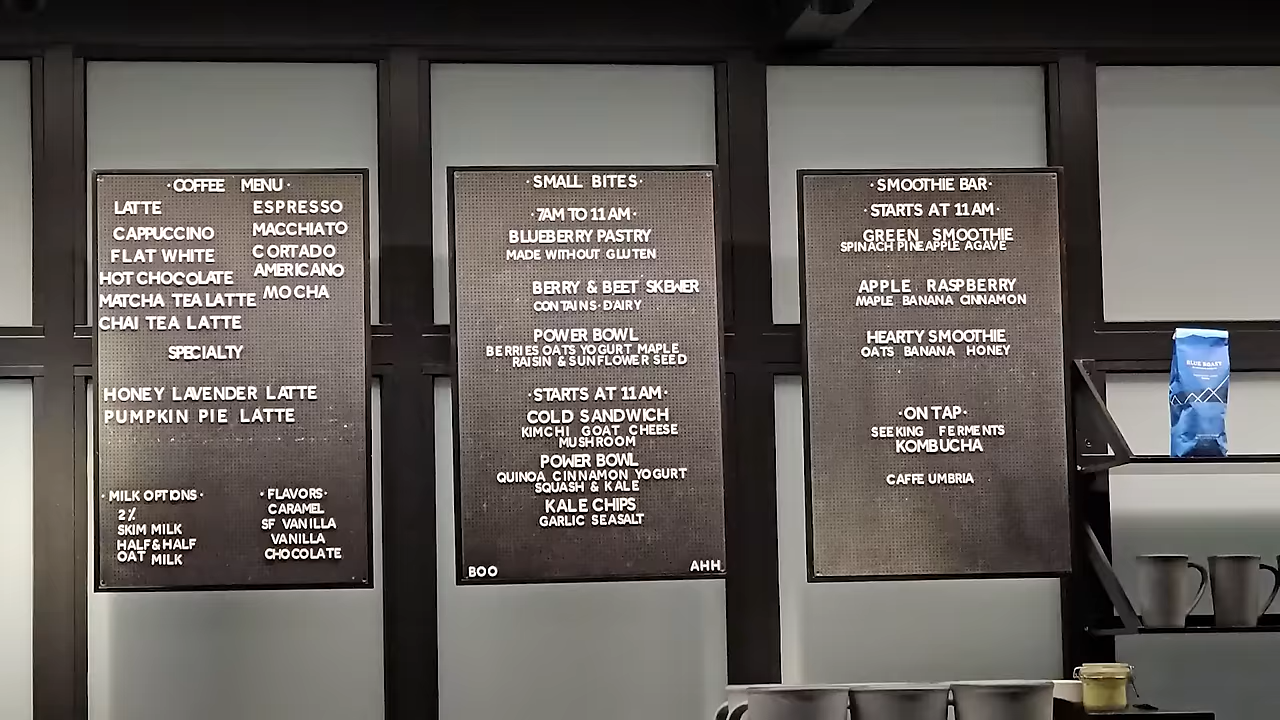 ·COFFEE MENU·
LATTE
CAPPUCCINO
FLAT WHITE
HOT CHOCOLATE
MATCHA TEA LATTE
CHAI TEA LATTE
ESPRESSO
MACCHIATO
CORTADO
AMERICANO
MOCHA
SPECIALTY
HONEY LAVENDER LATTE
PUMPKIN PIE LATTE
·MILK OPTIONS·
2%
SKIM MILK
HALF&HALF
OAT MILK
·FLAVORS·
CARAMEL
SF VANILLA
VANILLA
CHOCOLATE
·SMALL BITES·
·7AM TO 11AM·
BLUEBERRY PASTRY
MADE WITHOUT GLUTEN
BERRY & BEET SKEWER
CONTAINS·DAIRY
POWER BOWL
BERRIES OATS YOGURT MAPLE
RAISIN & SUNFLOWER SEED
·STARTS AT 11AM·
COLD SANDWICH
KIMCHI GOAT CHEESE
MUSHROOM
POWER BOWL
QUINOA CINNAMON YOGURT
SQUASH & KALE
KALE CHIPS
GARLIC SEASALT
BOO AHH
·SMOOTHIE BAR·
·STARTS AT 11AM·
GREEN SMOOTHIE
SPINACH PINEAPPLE AGAVE
APPLE RASPBERRY
MAPLE BANANA CINNAMON
HEARTY SMOOTHIE
OATS BANANA HONEY
·ON TAP·
SEEKING FERMENTS
KOMBUCHA
CAFFE UMBRIA
BLUE ROAST